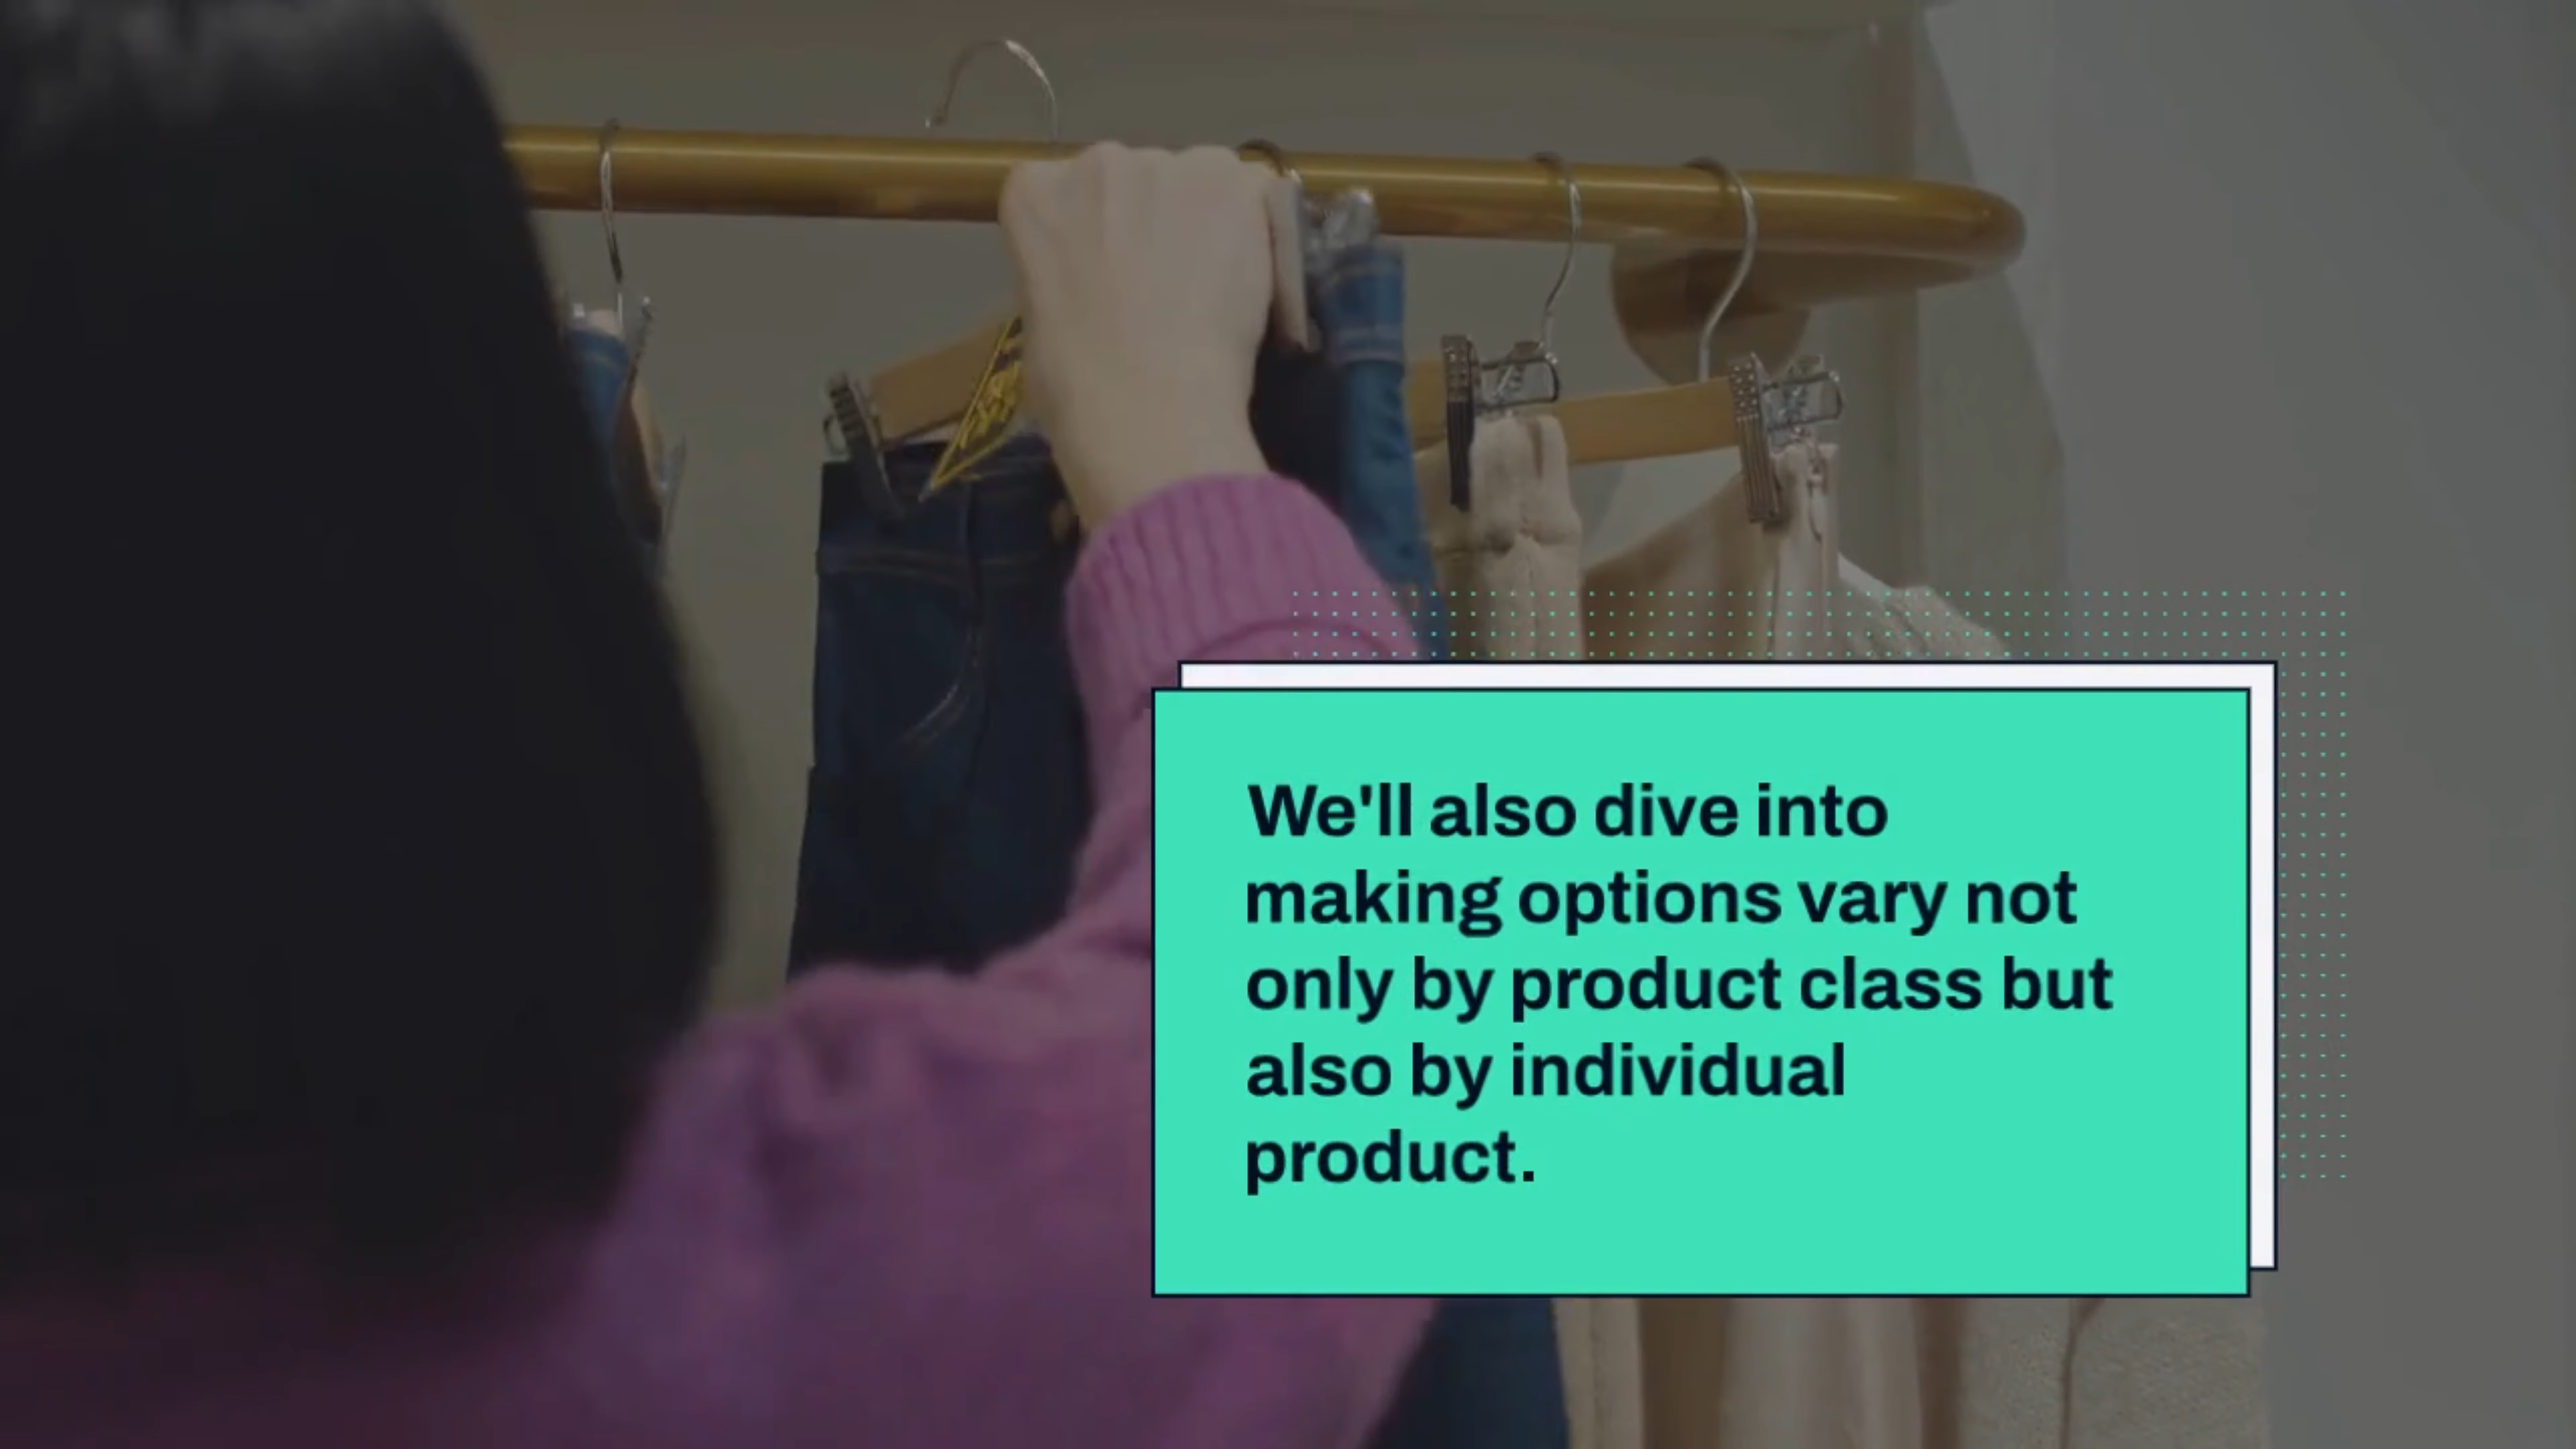 We'll also dive into
making options vary not
only by product class but
also by individual
product.